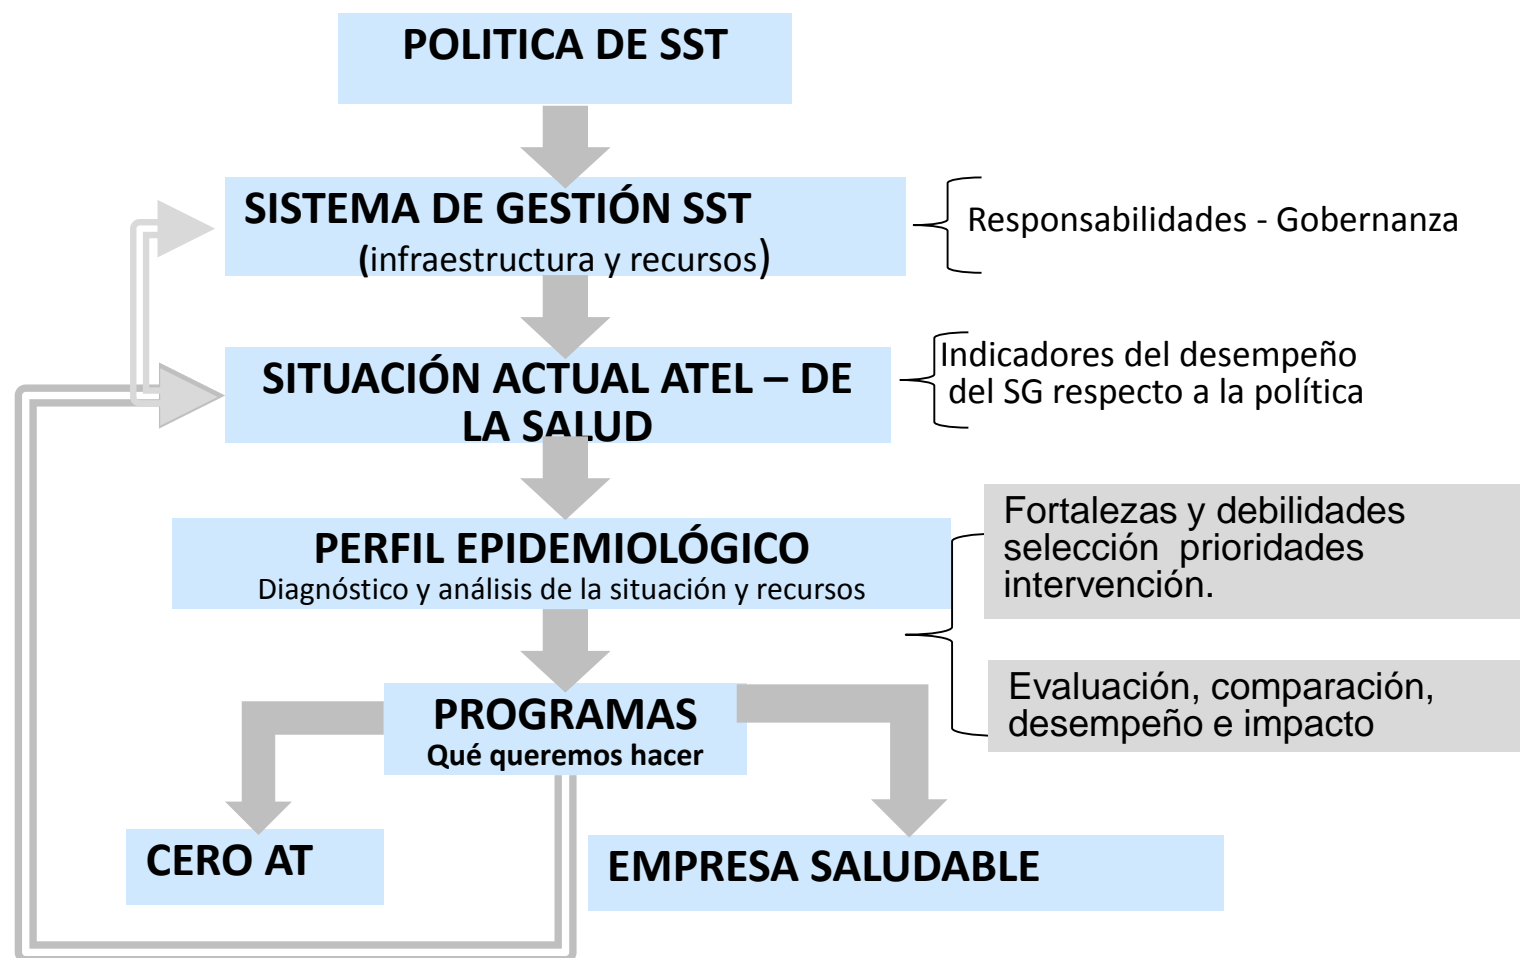 POLITICA DE SST
SISTEMA DE GESTIÓN SST
(infraestructura y recursos)
Responsabilidades - Gobernanza
SITUACIÓN ACTUAL ATEL – DE
LA SALUD
Indicadores del desempeño
del SG respecto a la política
PERFIL EPIDEMIOLÓGICO
Diagnóstico y análisis de la situación y recursos
Fortalezas y debilidades
selección prioridades
intervención.
Evaluación, comparación,
desempeño e impacto
PROGRAMAS
Qué queremos hacer
CERO AT
EMPRESA SALUDABLE